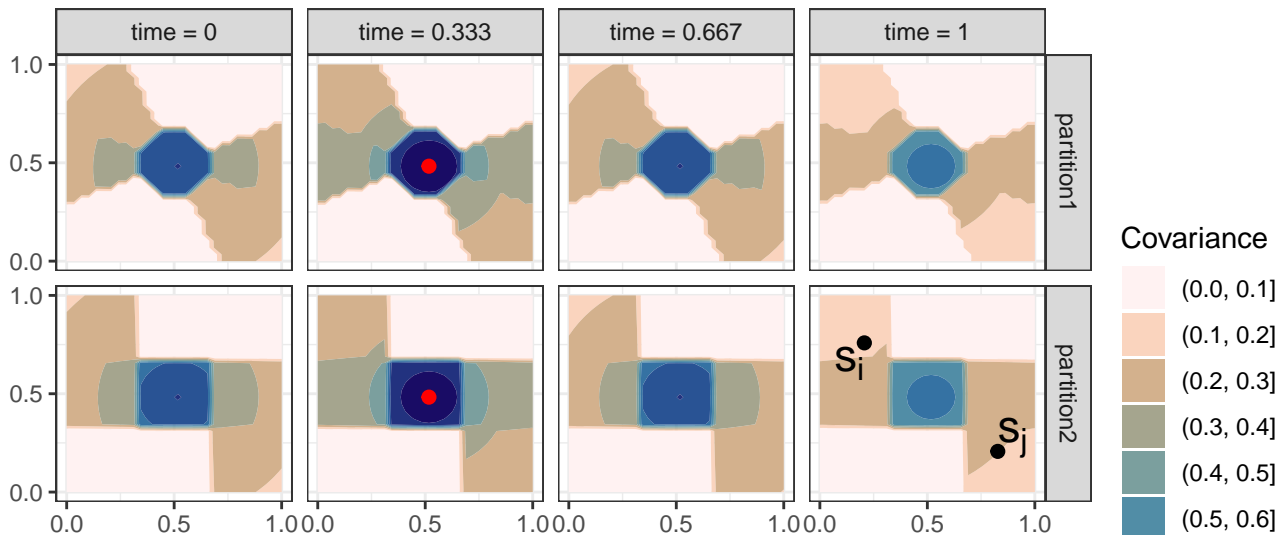 time = 0 time = 0.333 time = 0.667 time = 1
1.0
0.5
0.0
partition1
1.0
0.5
0.0
partition2
s_i
s_j
0.0 0.5 1.0 0.0 0.5 1.0 0.0 0.5 1.0 0.0 0.5 1.0
Covariance
(0.0, 0.1]
(0.1, 0.2]
(0.2, 0.3]
(0.3, 0.4]
(0.4, 0.5]
(0.5, 0.6]